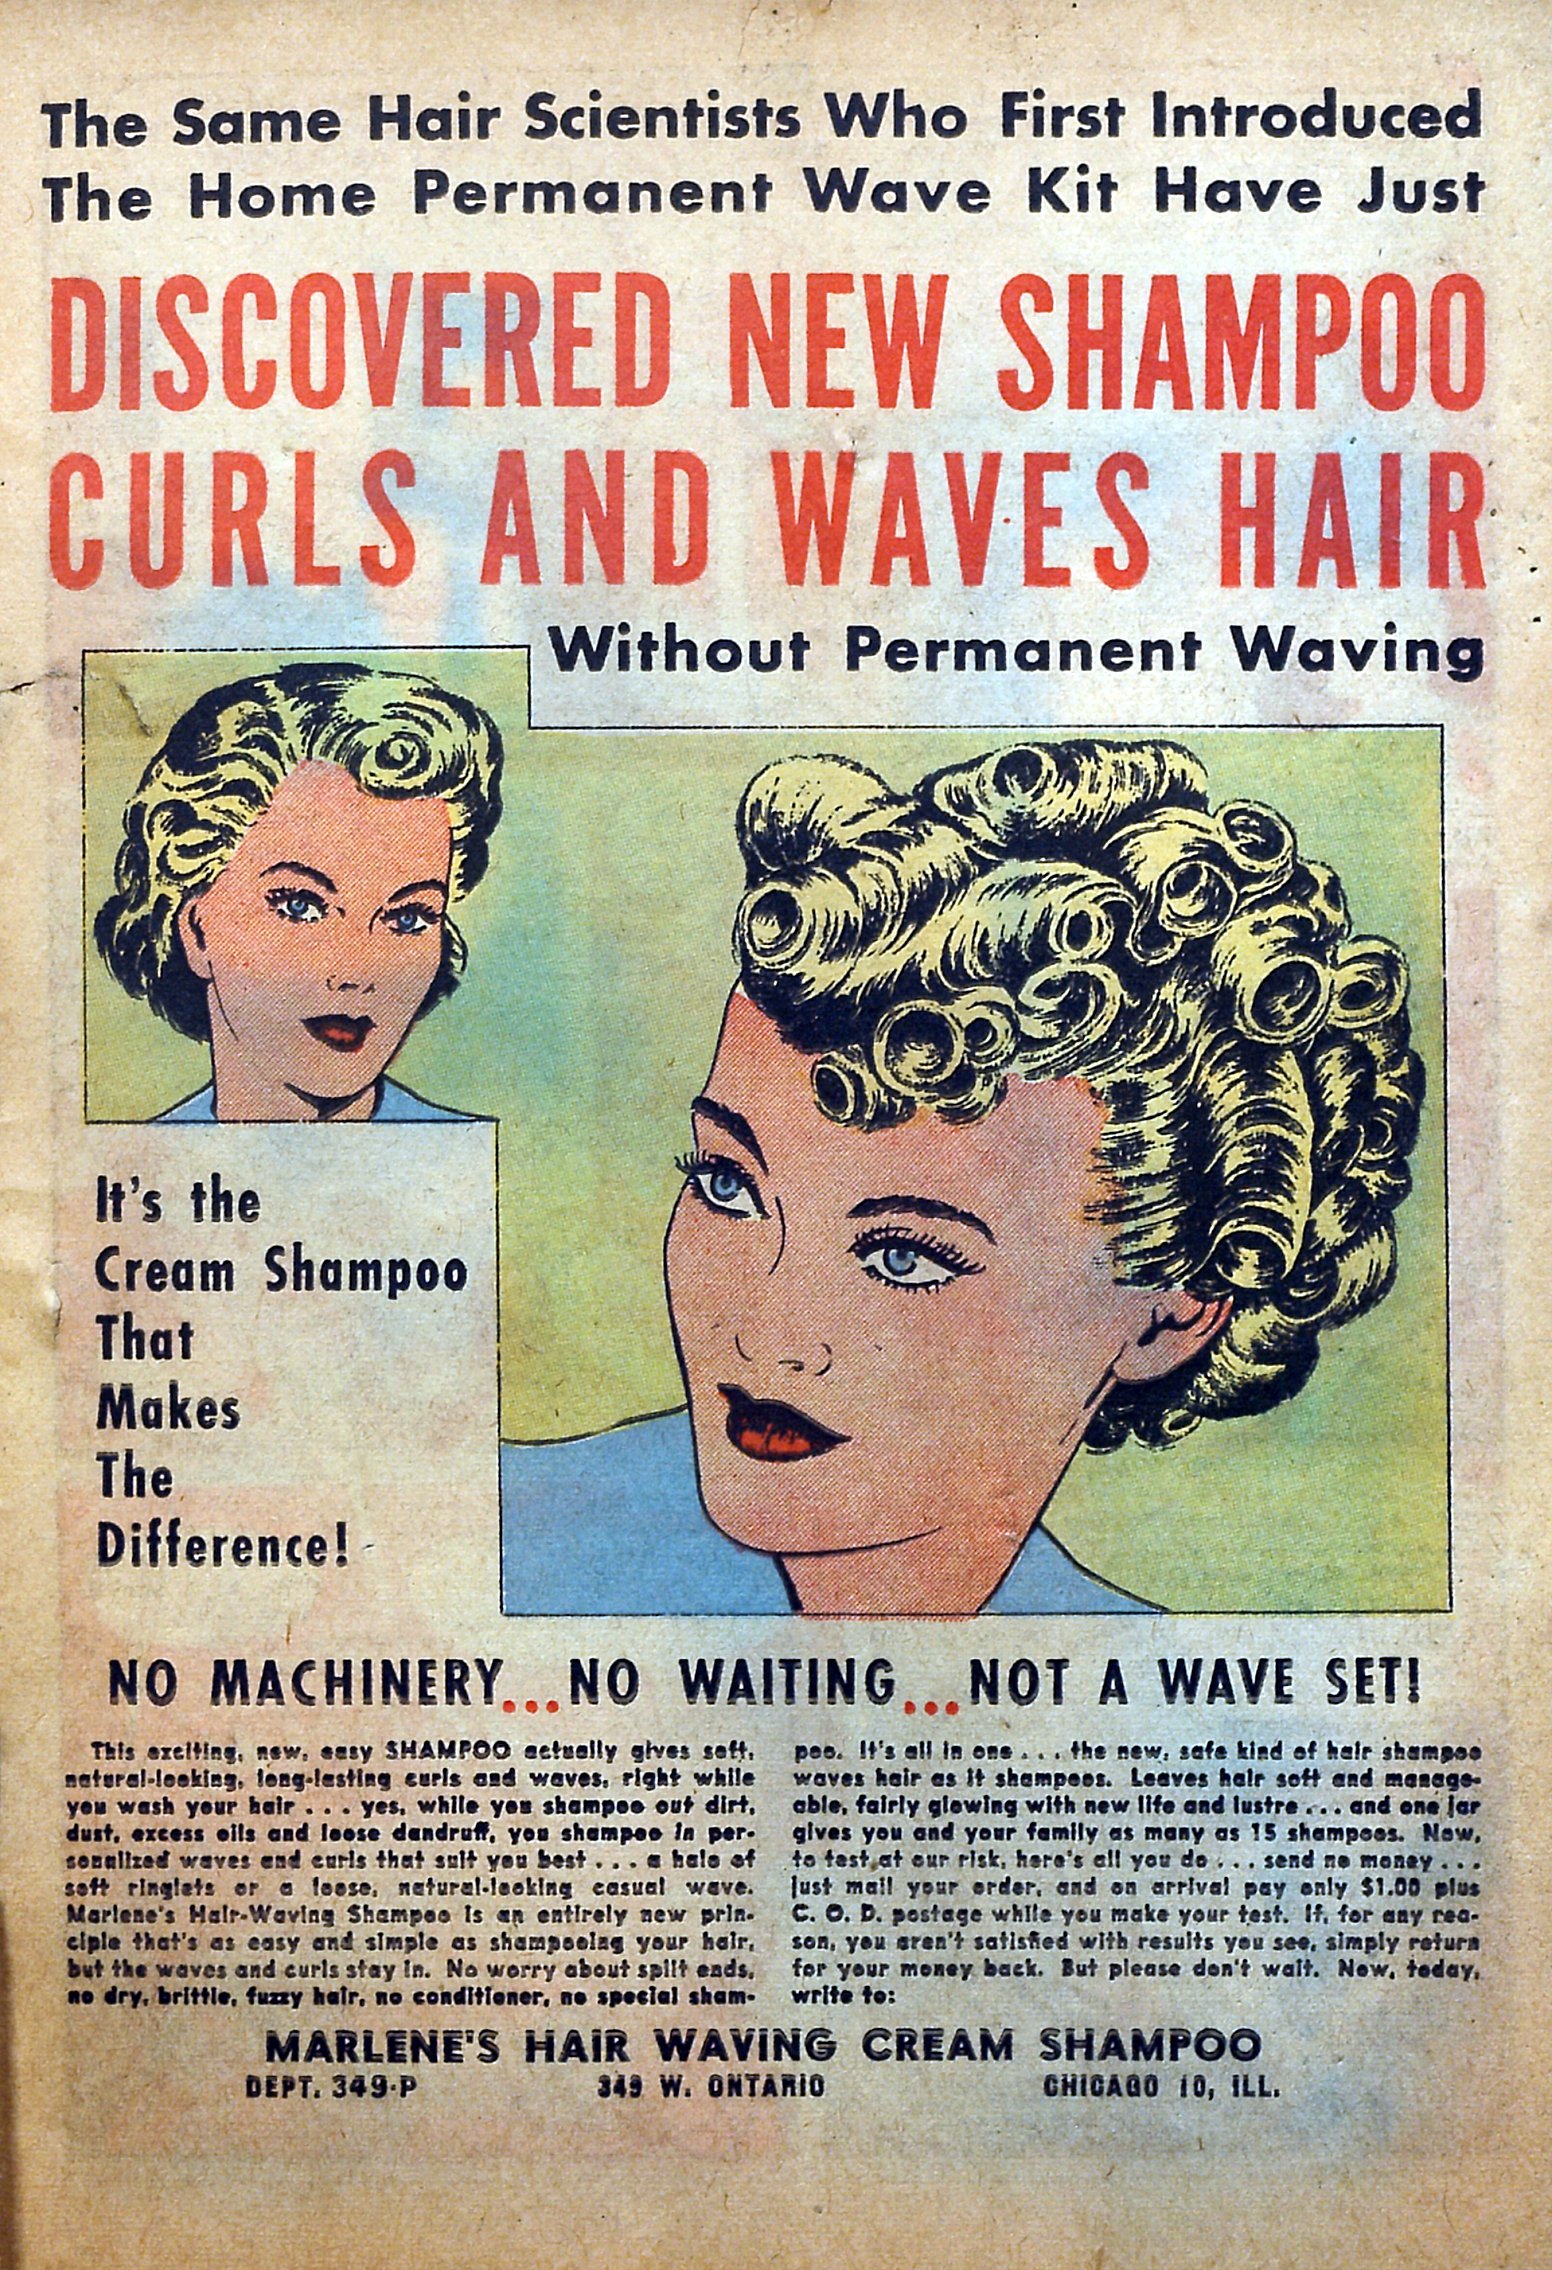 The Same Hair Scientists Who First Introduced
The Home Permanent Wave Kit Have Just
DISCOVERED NEW SHAMPOO
CURLS AND WAVES HAIR
Without Permanent Waving
It's the
Cream Shampoo
That
Makes
The
Difference!
NO MACHINERY...NO WAITING...NOT A WAVE SET!
This exciting, new, easy SHAMPOO actually gives soft,
natural-looking, long-lasting curls and waves, right while
you wash your hair . . . yes, while you shampoo out dirt,
dust, excess oils and loose dandruff, you shampoo in per-
sonalized waves and curls that suit you best . . . a halo of
soft ringlets or a loose, natural-looking casual wave.
Marlene's Hair-Waving Shampoo is an entirely new prin-
ciple that's as easy and simple as shampooing your hair,
but the waves and curls stay in. No worry about split ends,
no dry, brittle, fuzzy hair, no conditioner, no special sham-
poo. It's all in one . . . the new, safe kind of hair shampoo
waves hair as it shampoos. Leaves hair soft and manage-
able, fairly glowing with new life and lustre . . . and one jar
gives you and your family as many as 15 shampoos. Now,
to test at our risk, here's all you do . . . send no money . . .
just mail your order, and on arrival pay only $1.00 plus
C. O. D. postage while you make your test. If, for any rea-
son, you aren't satisfied with results you see, simply return
for your money back. But please don't wait. Now, today,
write to:
MARLENE'S HAIR WAVING CREAM SHAMPOO
DEPT. 349-P 349 W. ONTARIO CHICAGO 10, ILL.